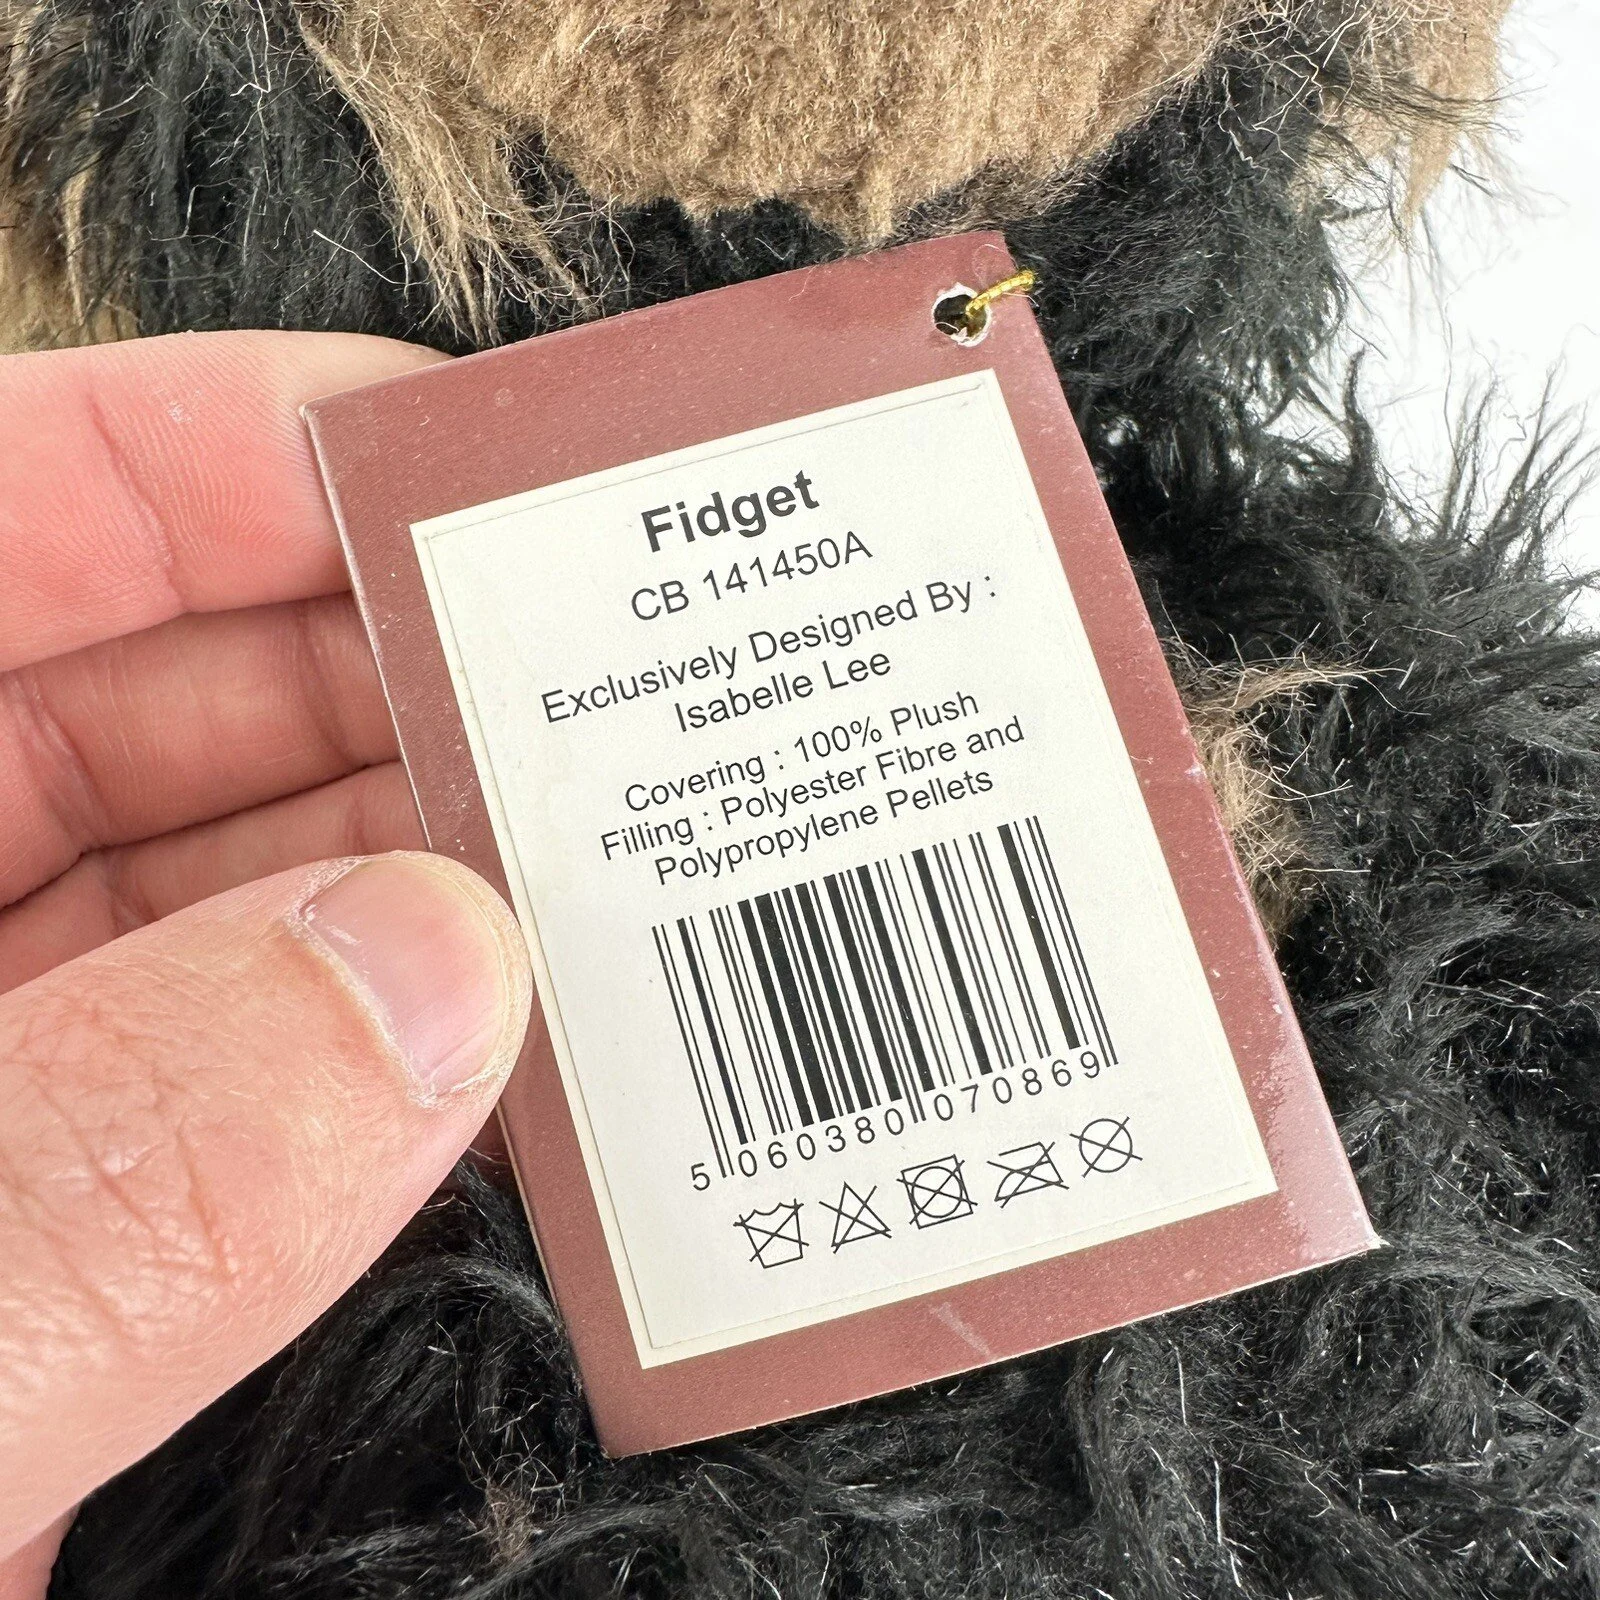 Fidget
CB 141450A
Exclusively Designed By :
Isabelle Lee
Covering : 100% Plush
Filling : Polyester Fibre and
Polypropylene Pellets
5 060380 070869